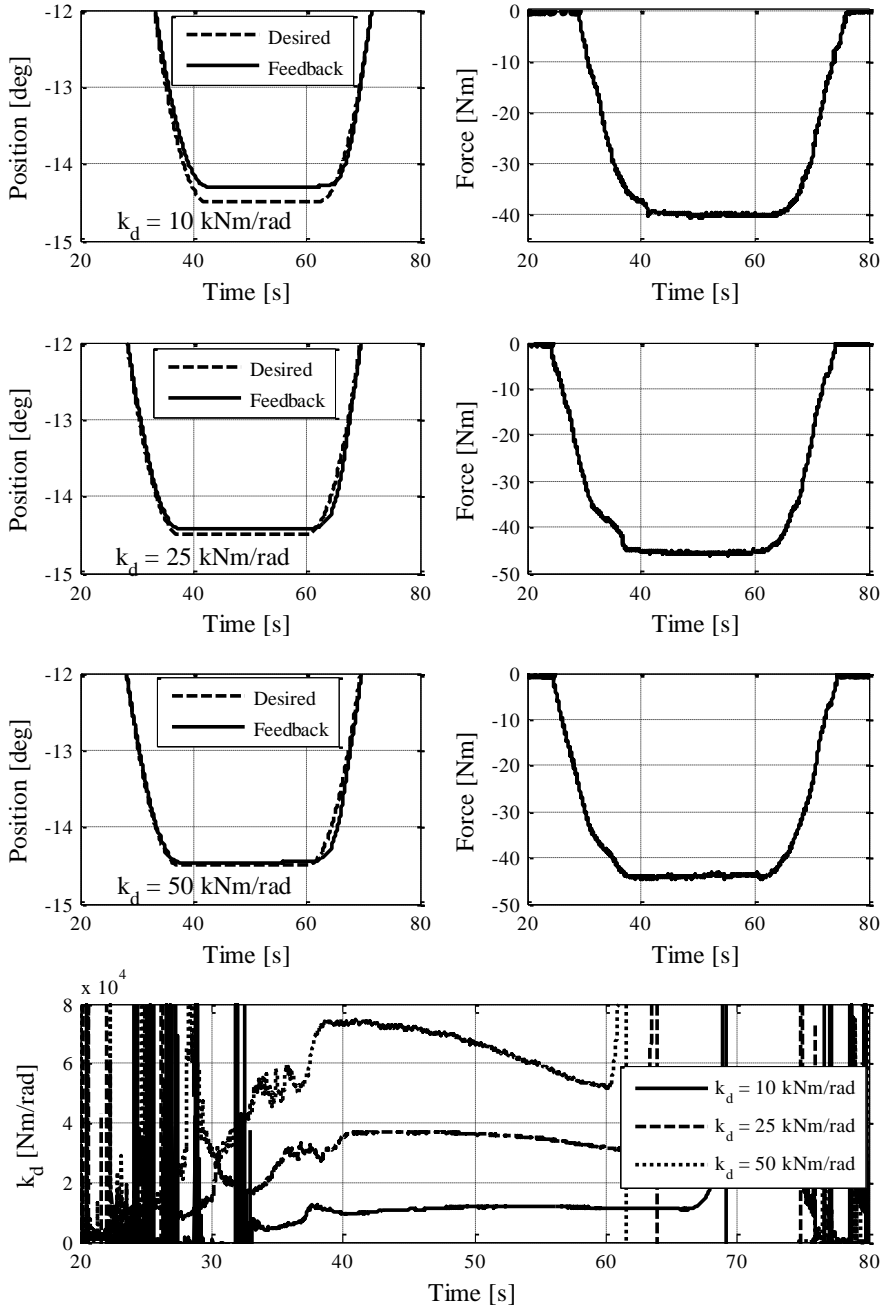 -12
-13
-14
-15
Position [deg]
Desired
Feedback
k_d = 10 kNm/rad
20 40 60 80
Time [s]
0
-10
-20
-30
-40
Force [Nm]
20 40 60 80
Time [s]
-12
-13
-14
-15
Position [deg]
Desired
Feedback
k_d = 25 kNm/rad
20 40 60 80
Time [s]
0
-10
-20
-30
-40
-50
Force [Nm]
20 40 60 80
Time [s]
-12
-13
-14
-15
Position [deg]
Desired
Feedback
k_d = 50 kNm/rad
20 40 60 80
Time [s]
0
-10
-20
-30
-40
-50
Force [Nm]
20 40 60 80
Time [s]
x 10^4
8
6
4
2
0
k_d [Nm/rad]
k_d = 10 kNm/rad
k_d = 25 kNm/rad
k_d = 50 kNm/rad
20 30 40 50 60 70 80
Time [s]